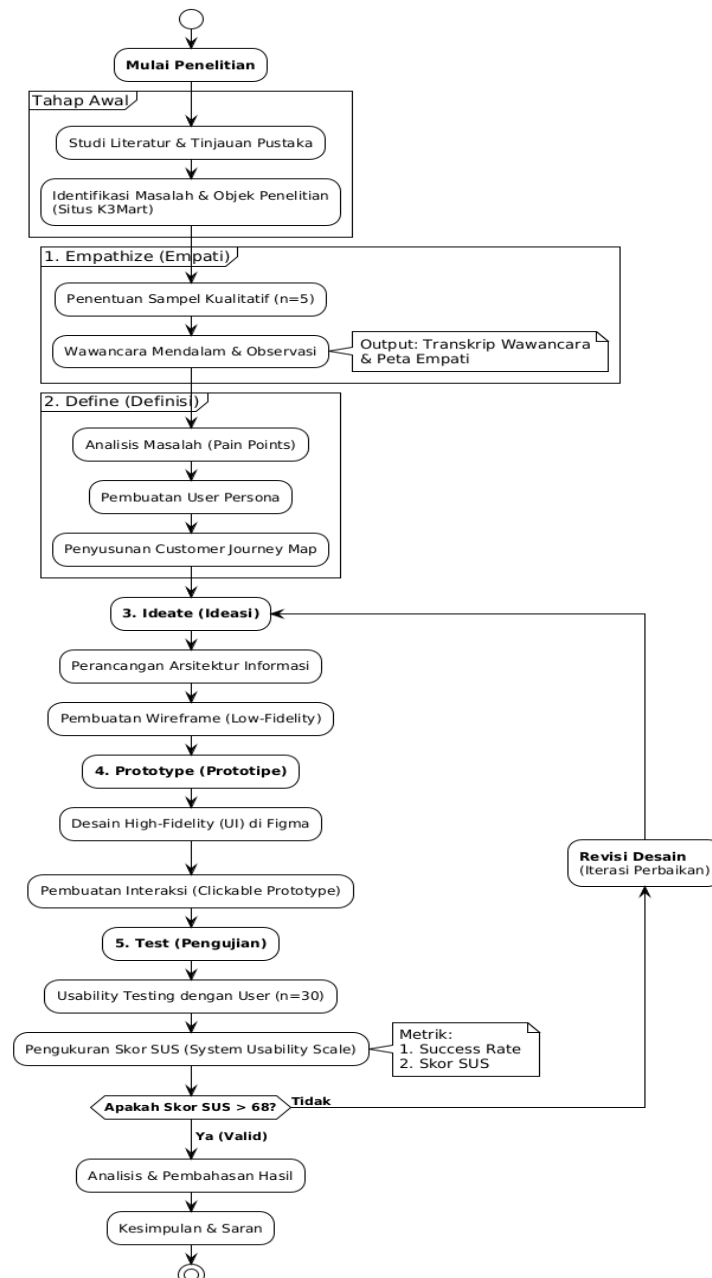 Mulai Penelitian
Tahap Awal
Studi Literatur & Tinjauan Pustaka
Identifikasi Masalah & Objek Penelitian
(Situs K3Mart)
1. Empathize (Empati)
Penentuan Sampel Kualitatif (n=5)
Wawancara Mendalam & Observasi
Output: Transkrip Wawancara
& Peta Empati
2. Define (Definisi)
Analisis Masalah (Pain Points)
Pembuatan User Persona
Penyusunan Customer Journey Map
3. Ideate (Ideasi)
Perancangan Arsitektur Informasi
Pembuatan Wireframe (Low-Fidelity)
4. Prototype (Prototipe)
Desain High-Fidelity (UI) di Figma
Revisi Desain
(Iterasi Perbaikan)
Pembuatan Interaksi (Clickable Prototype)
5. Test (Pengujian)
Usability Testing dengan User (n=30)
Pengukuran Skor SUS (System Usability Scale)
Metrik:
1. Success Rate
2. Skor SUS
Apakah Skor SUS > 68?
Tidak
Ya (Valid)
Analisis & Pembahasan Hasil
Kesimpulan & Saran